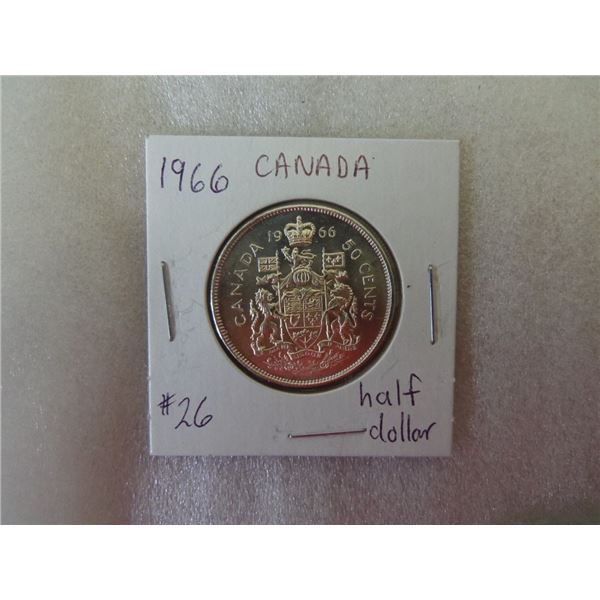 1966 CANADA
19 66
CANADA 50 CENTS
#26
half
dollar